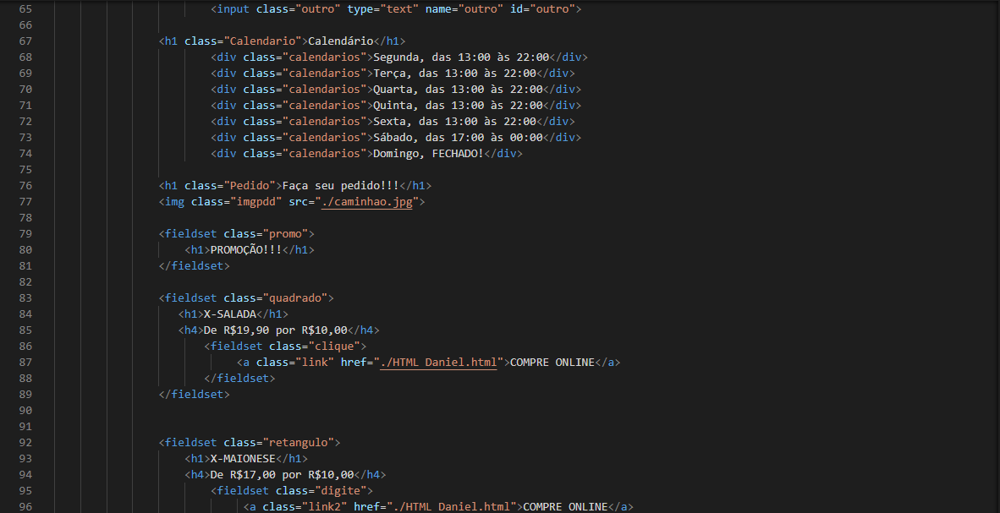 65 <input class="outro" type="text" name="outro" id="outro">
66
67 <h1 class="Calendario">Calendário</h1>
68 <div class="calendarios">Segunda, das 13:00 às 22:00</div>
69 <div class="calendarios">Terça, das 13:00 às 22:00</div>
70 <div class="calendarios">Quarta, das 13:00 às 22:00</div>
71 <div class="calendarios">Quinta, das 13:00 às 22:00</div>
72 <div class="calendarios">Sexta, das 13:00 às 22:00</div>
73 <div class="calendarios">Sábado, das 17:00 às 00:00</div>
74 <div class="calendarios">Domingo, FECHADO!</div>
75
76 <h1 class="Pedido">Faça seu pedido!!!</h1>
77 <img class="imgpdd" src="./caminhao.jpg">
78
79 <fieldset class="promo">
80 <h1>PROMOÇÃO!!!</h1>
81 </fieldset>
82
83 <fieldset class="quadrado">
84 <h1>X-SALADA</h1>
85 <h4>De R$19,90 por R$10,00</h4>
86 <fieldset class="clique">
87 <a class="link" href="./HTML Daniel.html">COMPRE ONLINE</a>
88 </fieldset>
89 </fieldset>
90
91
92 <fieldset class="retangulo">
93 <h1>X-MAIONESE</h1>
94 <h4>De R$17,00 por R$10,00</h4>
95 <fieldset class="digite">
96 <a class="link2" href="./HTML Daniel.html">COMPRE ONLINE</a>